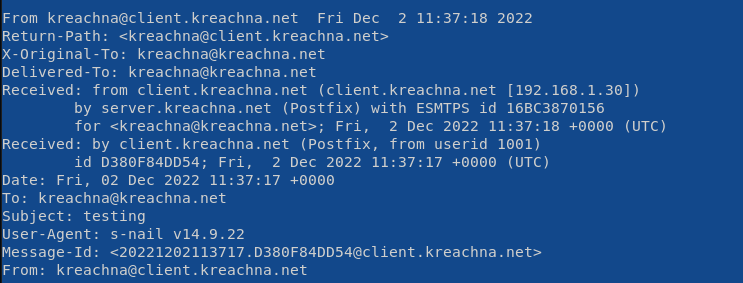 From kreachna@client.kreachna.net  Fri Dec  2 11:37:18 2022
Return-Path: <kreachna@client.kreachna.net>
X-Original-To: kreachna@kreachna.net
Delivered-To: kreachna@kreachna.net
Received: from client.kreachna.net (client.kreachna.net [192.168.1.30])
        by server.kreachna.net (Postfix) with ESMTPS id 16BC3870156
        for <kreachna@kreachna.net>; Fri,  2 Dec 2022 11:37:18 +0000 (UTC)
Received: by client.kreachna.net (Postfix, from userid 1001)
        id D380F84DD54; Fri,  2 Dec 2022 11:37:17 +0000 (UTC)
Date: Fri, 02 Dec 2022 11:37:17 +0000
To: kreachna@kreachna.net
Subject: testing
User-Agent: s-nail v14.9.22
Message-Id: <20221202113717.D380F84DD54@client.kreachna.net>
From: kreachna@client.kreachna.net